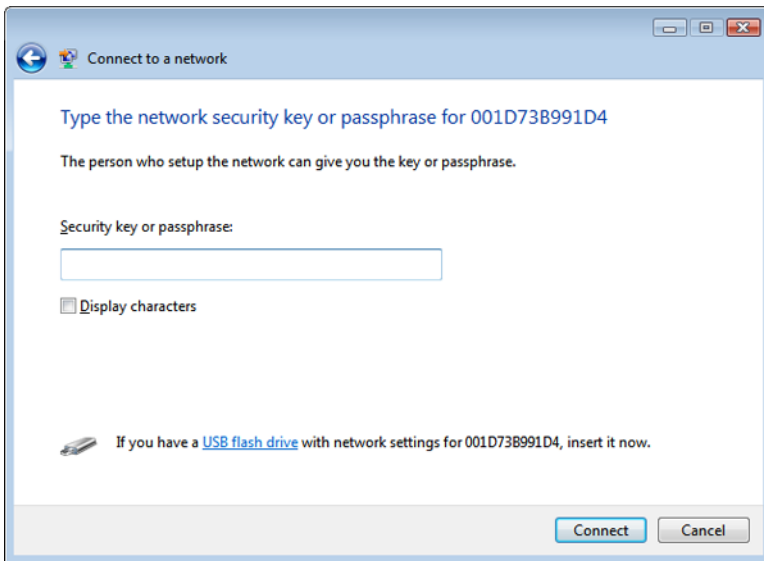 Connect to a network
Type the network security key or passphrase for 001D73B991D4
The person who setup the network can give you the key or passphrase.
Security key or passphrase:
Display characters
If you have a USB flash drive with network settings for 001D73B991D4, insert it now.
Connect Cancel